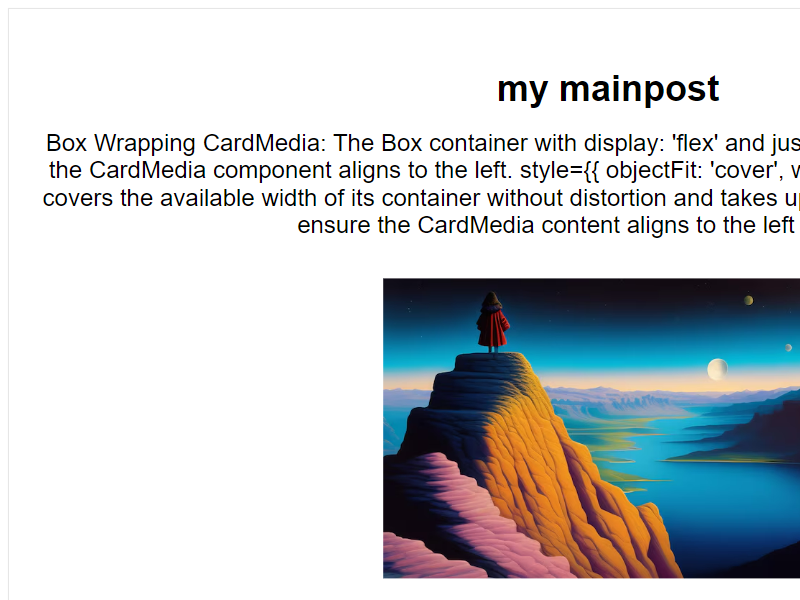 my mainpost
Box Wrapping CardMedia: The Box container with display: 'flex' and jus
the CardMedia component aligns to the left. style={{ objectFit: 'cover', w
covers the available width of its container without distortion and takes up
ensure the CardMedia content aligns to the left